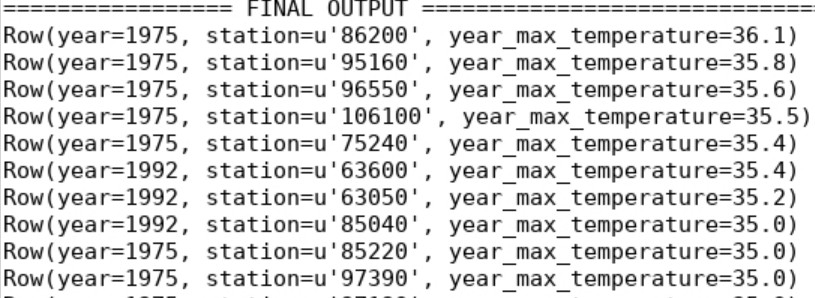 ================= FINAL OUTPUT =============================
Row(year=1975, station=u'86200', year_max_temperature=36.1)
Row(year=1975, station=u'95160', year_max_temperature=35.8)
Row(year=1975, station=u'96550', year_max_temperature=35.6)
Row(year=1975, station=u'106100', year_max_temperature=35.5)
Row(year=1975, station=u'75240', year_max_temperature=35.4)
Row(year=1992, station=u'63600', year_max_temperature=35.4)
Row(year=1992, station=u'63050', year_max_temperature=35.2)
Row(year=1992, station=u'85040', year_max_temperature=35.0)
Row(year=1975, station=u'85220', year_max_temperature=35.0)
Row(year=1975, station=u'97390', year_max_temperature=35.0)